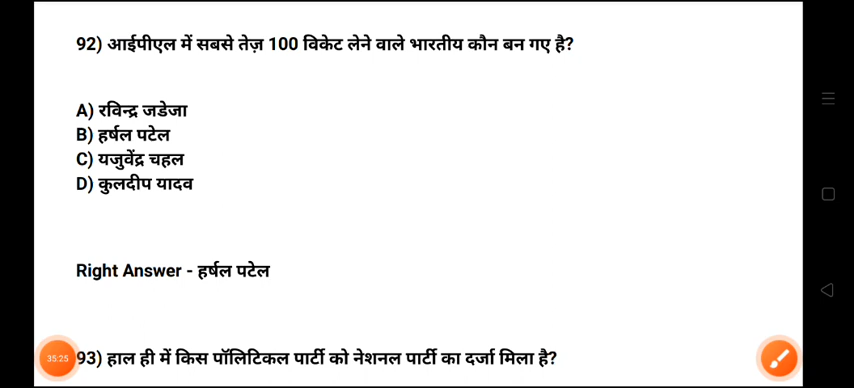 92) आईपीएल में सबसे तेज़ 100 विकेट लेने वाले भारतीय कौन बन गए है?
A) रविन्द्र जडेजा
B) हर्षल पटेल
C) यजुवेंद्र चहल
D) कुलदीप यादव
Right Answer - हर्षल पटेल
35:25 93) हाल ही में किस पॉलिटिकल पार्टी को नेशनल पार्टी का दर्जा मिला है?